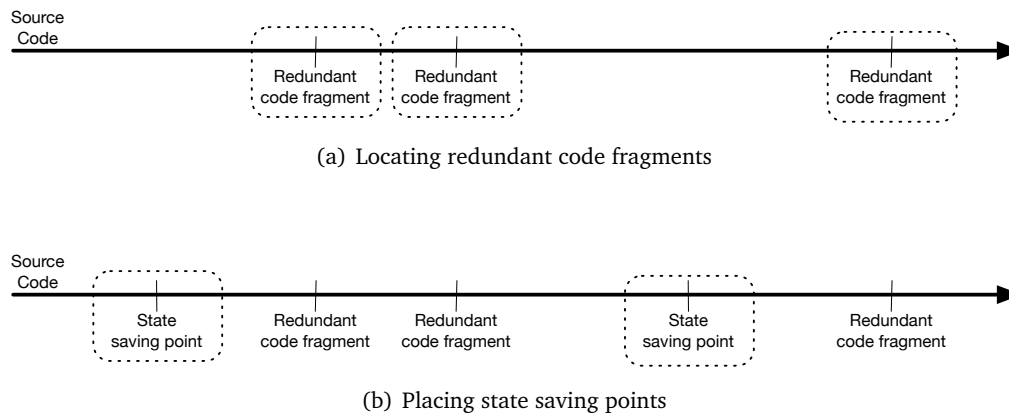 Source
Code
Redundant
code fragment
Redundant
code fragment
Redundant
code fragment
(a) Locating redundant code fragments
Source
Code
State
saving point
Redundant
code fragment
Redundant
code fragment
State
saving point
Redundant
code fragment
(b) Placing state saving points